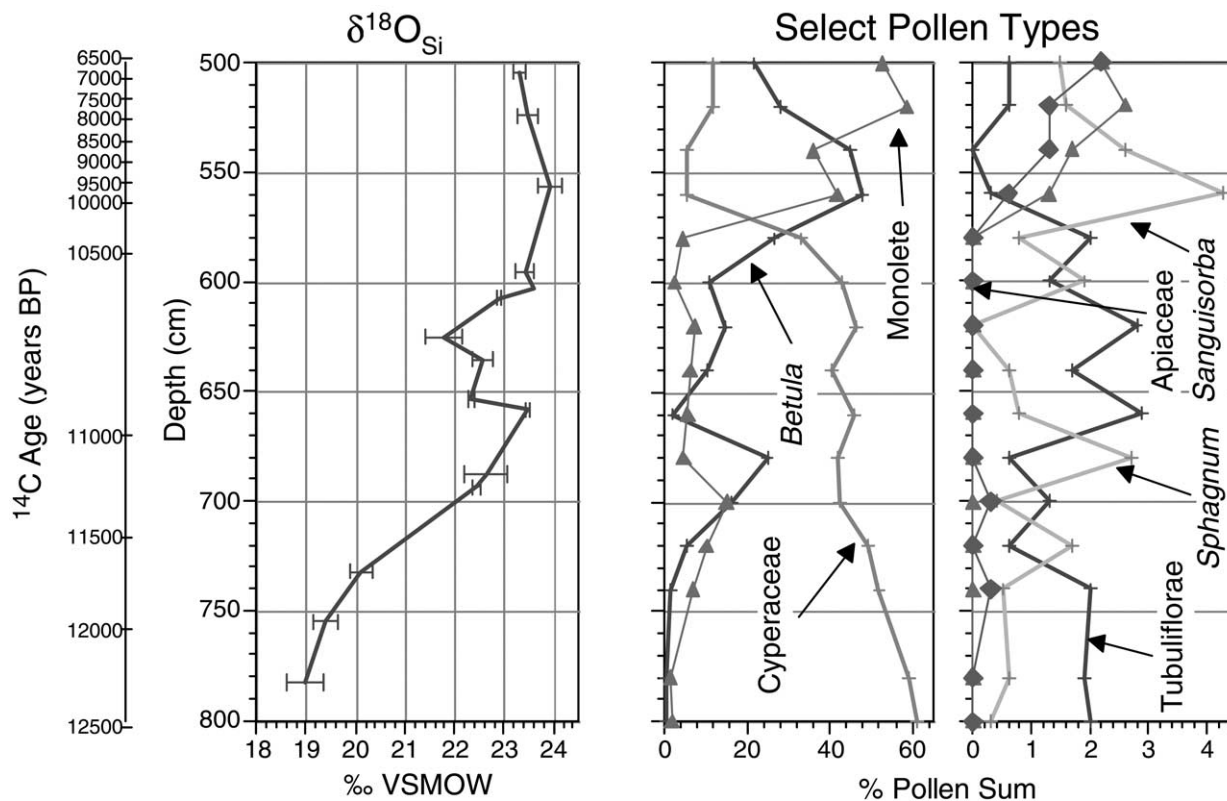 δ18OSi
Select Pollen Types
14C Age (years BP)
6500
7000
7500
8000
8500
9000
9500
10000
10500
11000
11500
12000
12500
Depth (cm)
500
550
600
650
700
750
800
18 19 20 21 22 23 24
‰ VSMOW
Monolete
Betula
Cyperaceae
0 20 40 60
Apiaceae
Sanguisorba
Sphagnum
Tubuliflorae
0 1 2 3 4
% Pollen Sum